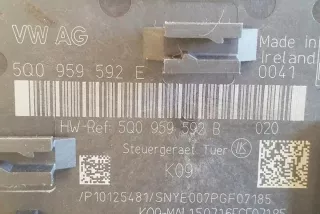 VW AG
Made in
Ireland
5Q0 959 592 E
0041
HW-Ref: 5Q0 959 592 B 020
Steuergeraet Tuer
K09
/P10125481/SNYE007PGF07185